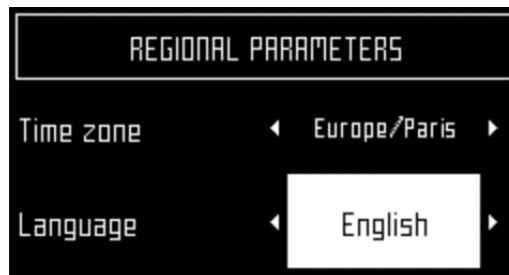 REGIONAL PARAMETERS
Time zone Europe/Paris
Language English